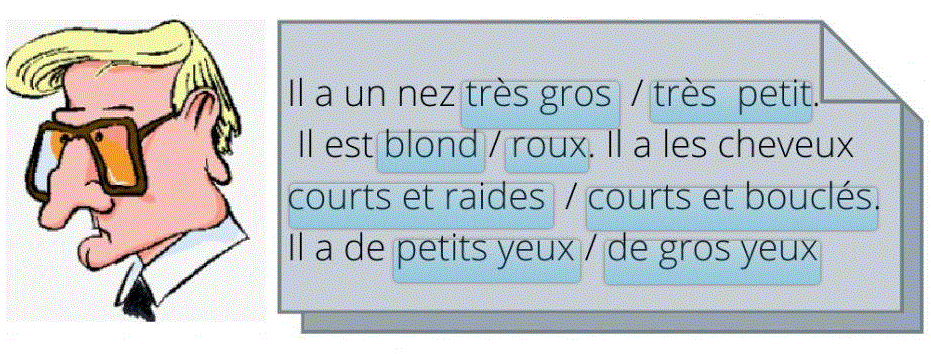 Il a un nez très gros / très petit.
Il est blond / roux. Il a les cheveux
courts et raides / courts et bouclés.
Il a de petits yeux / de gros yeux